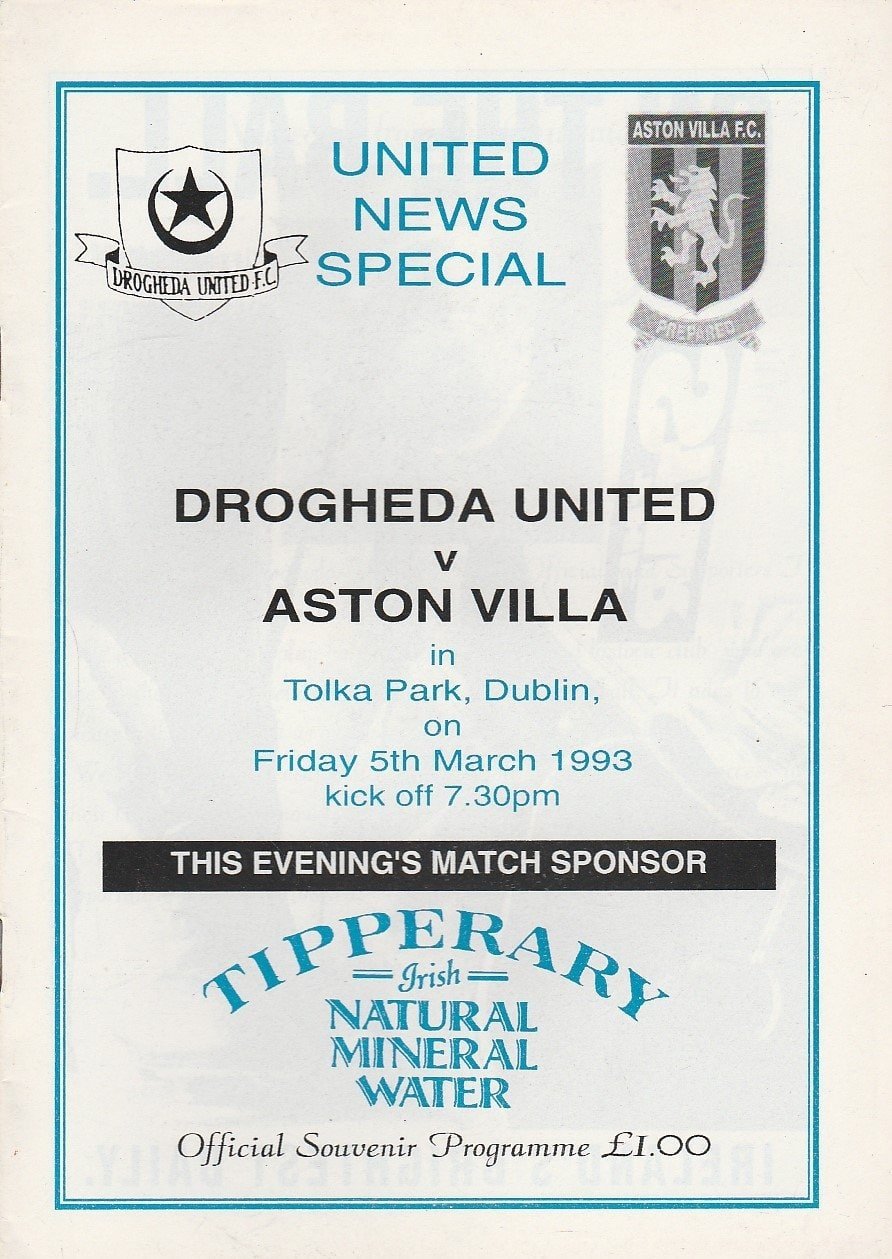 UNITED
NEWS
SPECIAL
DROGHEDA UNITED F.C
ASTON VILLA F.C.
PREPARED
DROGHEDA UNITED
v
ASTON VILLA
in
Tolka Park, Dublin,
on
Friday 5th March 1993
kick off 7.30pm
THIS EVENING'S MATCH SPONSOR
TIPPERARY
Irish
NATURAL
MINERAL
WATER
Official Souvenir Programme £1.00